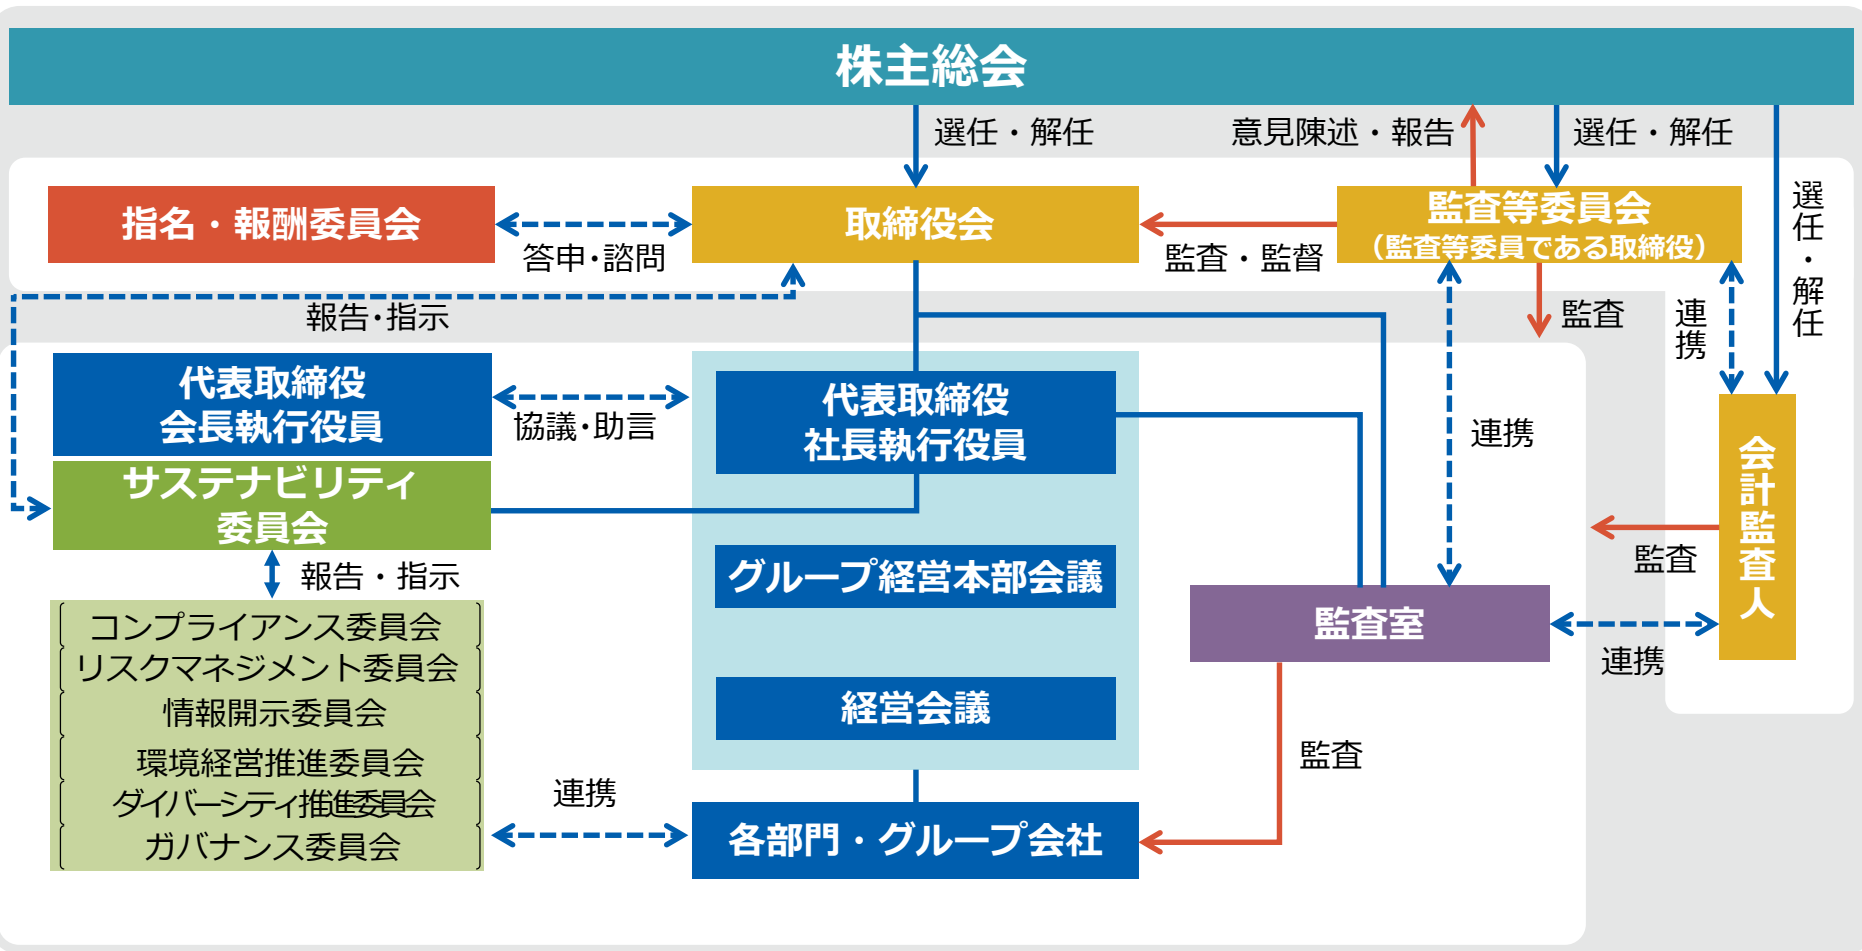 株主総会
選任・解任
意見陳述・報告
選任・解任
選任・解任
指名・報酬委員会
答申・諮問
取締役会
監査・監督
監査等委員会
（監査等委員である取締役）
報告・指示
監査
連携
代表取締役
会長執行役員
協議・助言
代表取締役
社長執行役員
連携
サステナビリティ
委員会
報告・指示
グループ経営本部会議
会計監査人
監査
監査室
連携
コンプライアンス委員会
リスクマネジメント委員会
情報開示委員会
環境経営推進委員会
ダイバーシティ推進委員会
ガバナンス委員会
経営会議
監査
連携
各部門・グループ会社